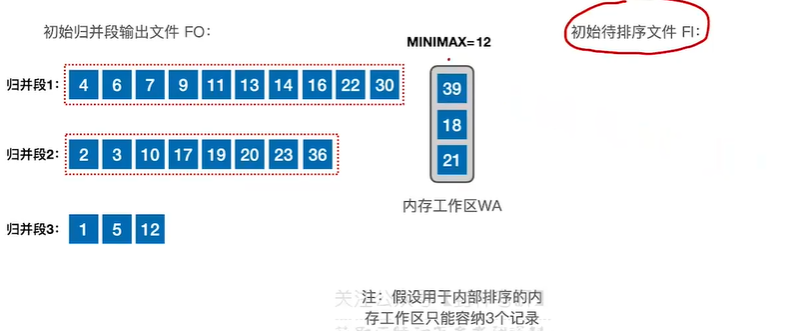 初始归并段输出文件 FO：
初始待排序文件 FI：
MINIMAX=12
归并段1： 4 6 7 9 11 13 14 16 22 30
39
18
21
归并段2： 2 3 10 17 19 20 23 36
内存工作区WA
归并段3： 1 5 12
注：假设用于内部排序的内
存工作区只能容纳3个记录